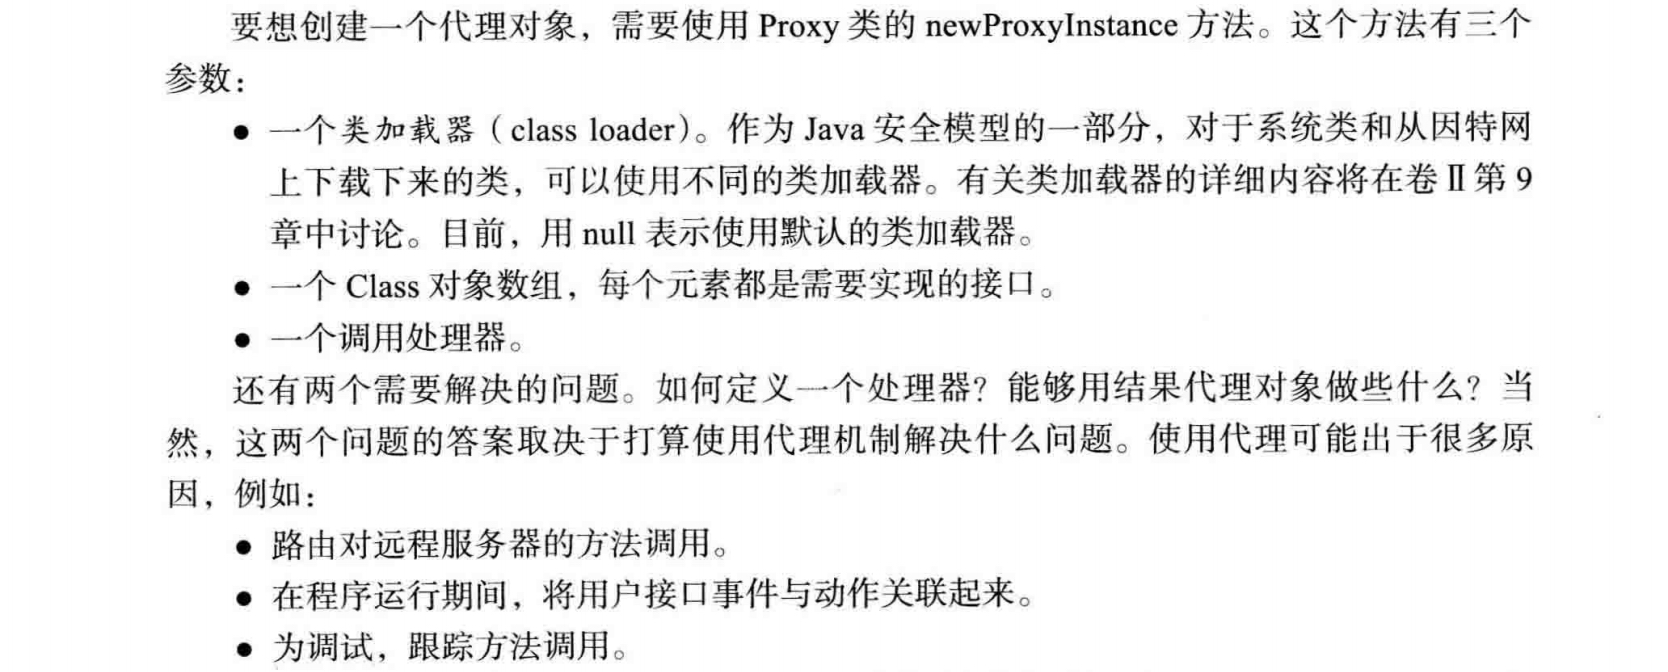 要想创建一个代理对象，需要使用 Proxy 类的 newProxyInstance 方法。这个方法有三个
参数：
● 一个类加载器（class loader）。作为 Java 安全模型的一部分，对于系统类和从因特网
上下载下来的类，可以使用不同的类加载器。有关类加载器的详细内容将在卷Ⅱ第 9
章中讨论。目前，用 null 表示使用默认的类加载器。
● 一个 Class 对象数组，每个元素都是需要实现的接口。
● 一个调用处理器。
还有两个需要解决的问题。如何定义一个处理器？能够用结果代理对象做些什么？当
然，这两个问题的答案取决于打算使用代理机制解决什么问题。使用代理可能出于很多原
因，例如：
● 路由对远程服务器的方法调用。
● 在程序运行期间，将用户接口事件与动作关联起来。
● 为调试，跟踪方法调用。